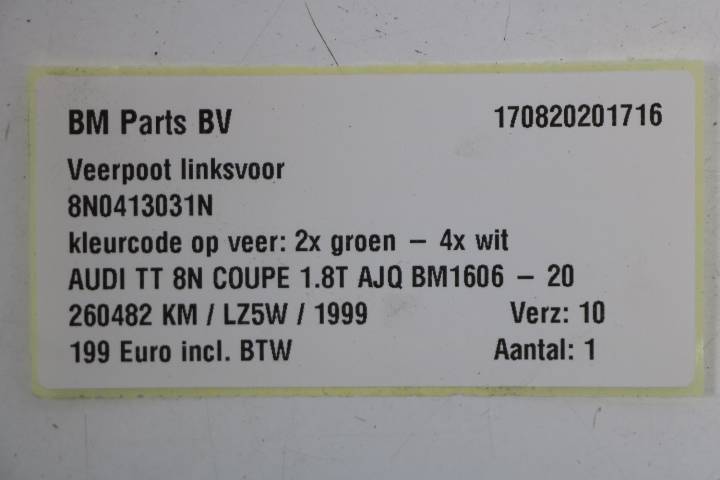 BM Parts BV 170820201716
Veerpoot linksvoor
8N0413031N
kleurcode op veer: 2x groen – 4x wit
AUDI TT 8N COUPE 1.8T AJQ BM1606 – 20
260482 KM / LZ5W / 1999 Verz: 10
199 Euro incl. BTW Aantal: 1